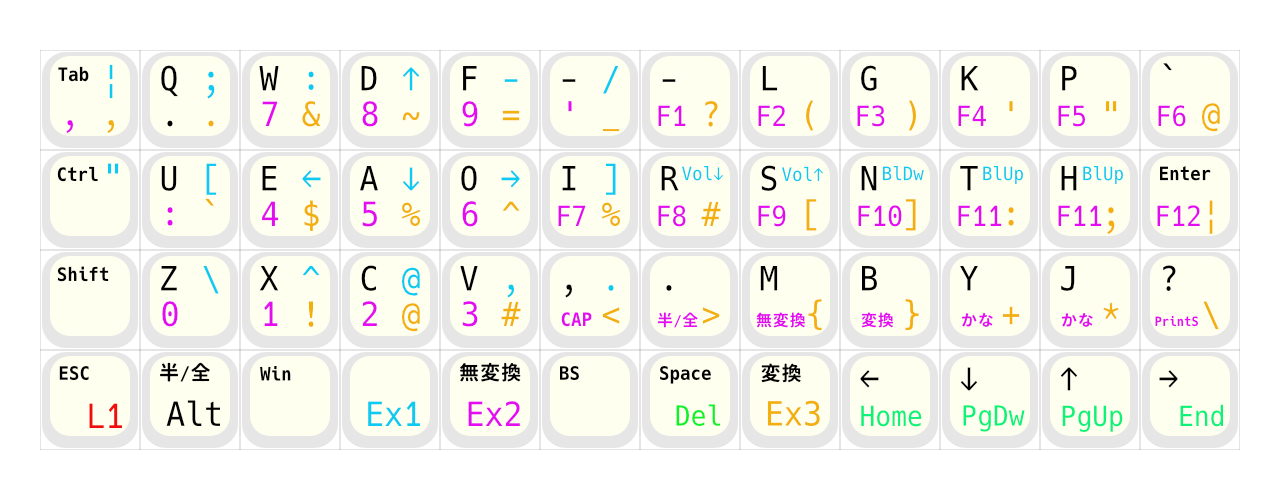 Tab ¦ Q ; W : D ↑ F - - / - L G K P `
, , . . 7 & 8 ~ 9 = ' _ F1 ? F2 ( F3 ) F4 ' F5 " F6 @
Ctrl " U [ E ← A ↓ O → I ] R Vol↓ S Vol↑ N BlDw T BlUp H BlUp Enter
: ` 4 $ 5 % 6 ^ F7 % F8 # F9 [ F10 ] F11 : F11 ; F12 ¦
Shift Z \ X ^ C @ V , , . . M B Y J ?
0 1 ! 2 @ 3 # CAP < 半/全 > 無変換 { 変換 } かな + かな * PrintS \
ESC 半/全 Win 無変換 BS Space 変換 ← ↓ ↑ →
L1 Alt Ex1 Ex2 Del Ex3 Home PgDw PgUp End